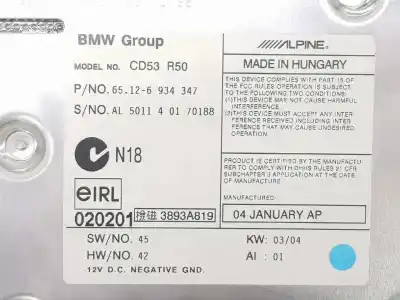 BMW Group
ALPINE
MODEL NO. CD53 R50
MADE IN HUNGARY
P/NO. 65.12-6 934 347
S/NO. AL 5011 4 01 70188
THIS DEVICE COMPLIES WITH PART 15 OF THE
FCC RULES OPERATION IS SUBJECT TO THE
FOLLOWING TWO CONDITIONS:
(1)THIS DEVICE MAY NOT CAUSE HARMFUL
INTERFERENCE, AND
(2)THIS DEVICE MUST ACCEPT ANY
INTERFERENCE RECEIVED, INCLUDING
INTERFERENCE THAT MAY CAUSE UNDESIRED
OPERATION.
N18
PRODUCT IS CERTIFIED BY THE MANUFACTU-
RER TO COMPLY WITH DHHS RULES 21 CFR
SUBCHAPTER J APPLICATION AT THE DATE OF
MANUFACTURE.
eIRL
020201
檢磁 3893A819
04 JANUARY AP
SW/NO. 45
KW: 03/04
HW/NO. 42
AI : 01
12V D.C. NEGATIVE GND.